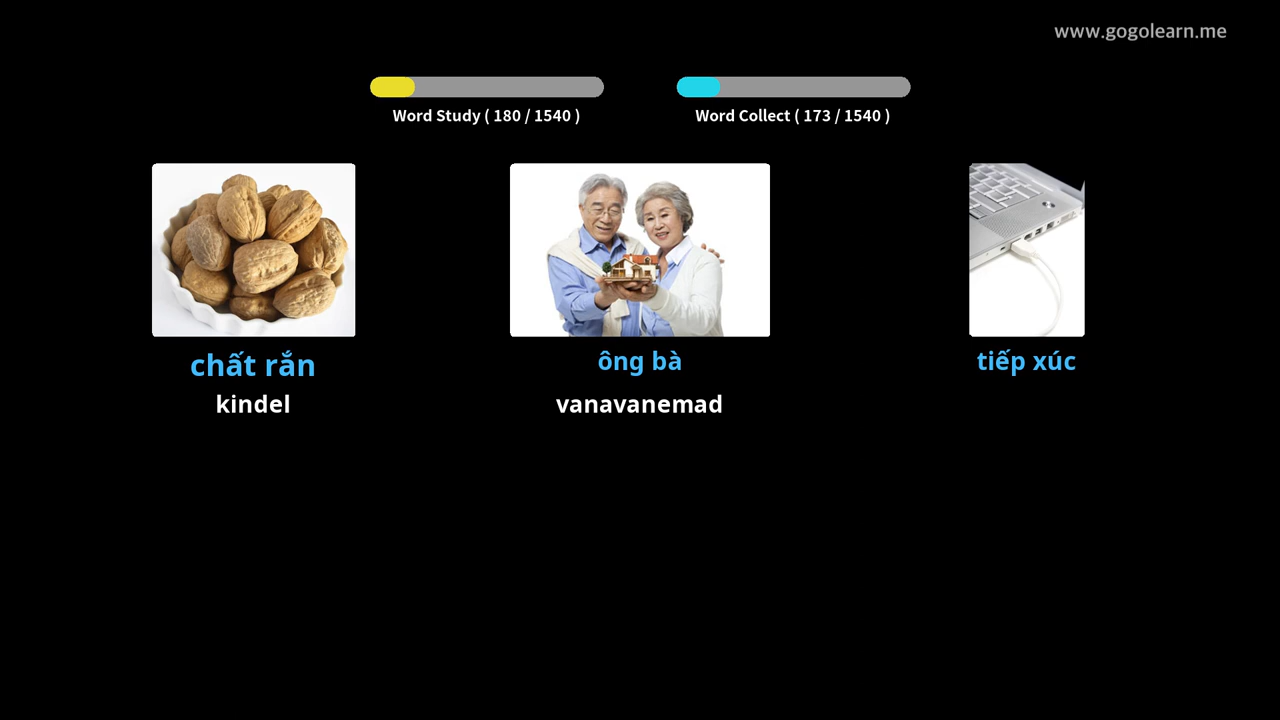 www.gogolearn.me
Word Study ( 180 / 1540 )
Word Collect ( 173 / 1540 )
chất rắn
kindel
ông bà
vanavanemad
tiếp xúc